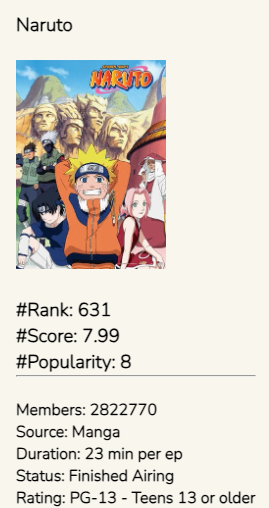 Naruto
NARUTO
#Rank: 631
#Score: 7.99
#Popularity: 8
Members: 2822770
Source: Manga
Duration: 23 min per ep
Status: Finished Airing
Rating: PG-13 - Teens 13 or older